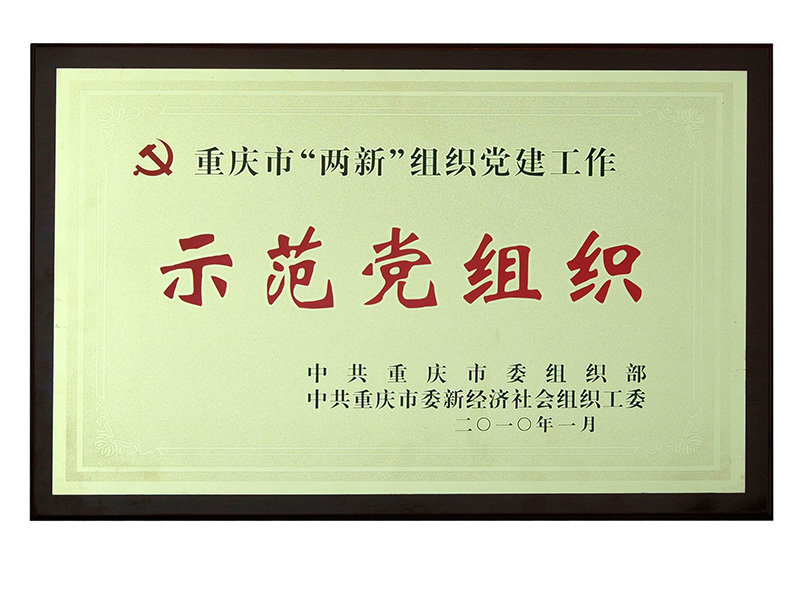 重庆市“两新”组织党建工作
示范党组织
中共重庆市委组织部
中共重庆市委新经济社会组织工委
二〇一〇年一月